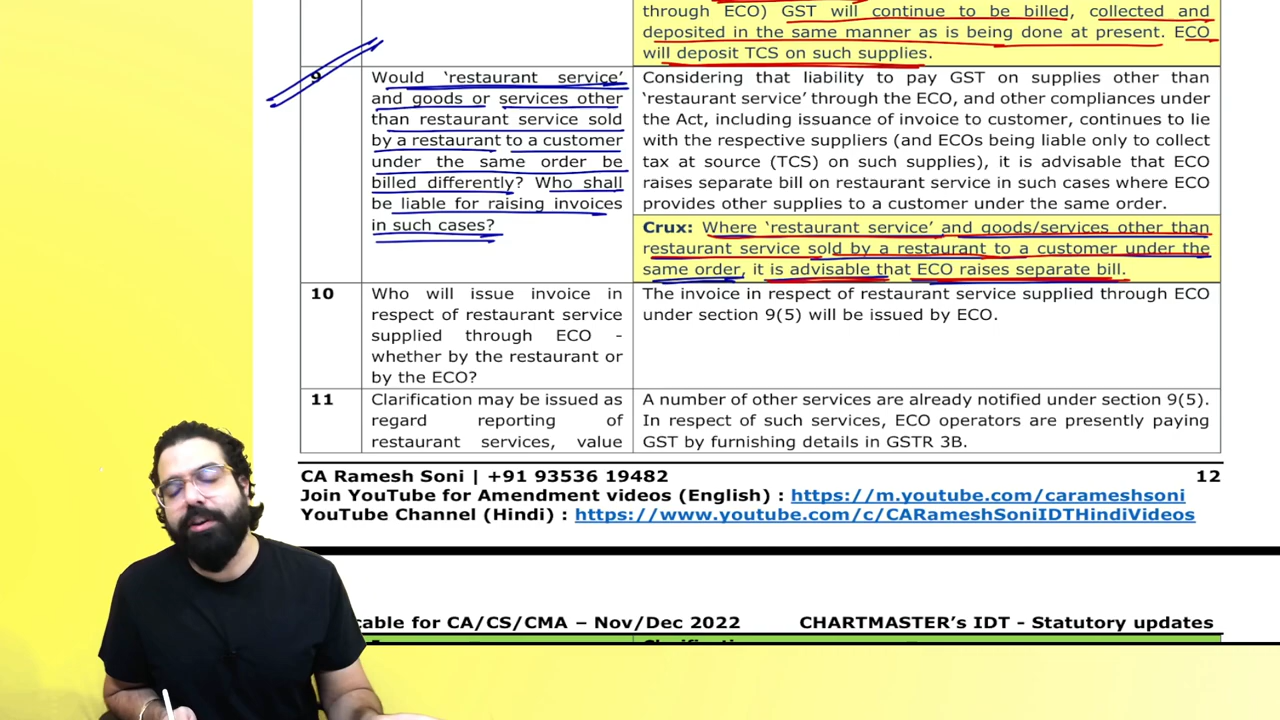 through ECO) GST will continue to be billed, collected and
deposited in the same manner as is being done at present. ECO
will deposit TCS on such supplies.
9
Would ‘restaurant service’
and goods or services other
than restaurant service sold
by a restaurant to a customer
under the same order be
billed differently? Who shall
be liable for raising invoices
in such cases?
Considering that liability to pay GST on supplies other than
‘restaurant service’ through the ECO, and other compliances under
the Act, including issuance of invoice to customer, continues to lie
with the respective suppliers (and ECOs being liable only to collect
tax at source (TCS) on such supplies), it is advisable that ECO
raises separate bill on restaurant service in such cases where ECO
provides other supplies to a customer under the same order.
Crux: Where ‘restaurant service’ and goods/services other than
restaurant service sold by a restaurant to a customer under the
same order, it is advisable that ECO raises separate bill.
10
Who will issue invoice in
respect of restaurant service
supplied through ECO -
whether by the restaurant or
by the ECO?
The invoice in respect of restaurant service supplied through ECO
under section 9(5) will be issued by ECO.
11
Clarification may be issued as
regard reporting of
restaurant services, value
A number of other services are already notified under section 9(5).
In respect of such services, ECO operators are presently paying
GST by furnishing details in GSTR 3B.
CA Ramesh Soni | +91 93536 19482 12
Join YouTube for Amendment videos (English) : https://m.youtube.com/carameshsoni
YouTube Channel (Hindi) : https://www.youtube.com/c/CARameshSoniIDTHindiVideos
cable for CA/CS/CMA – Nov/Dec 2022 CHARTMASTER’s IDT - Statutory updates